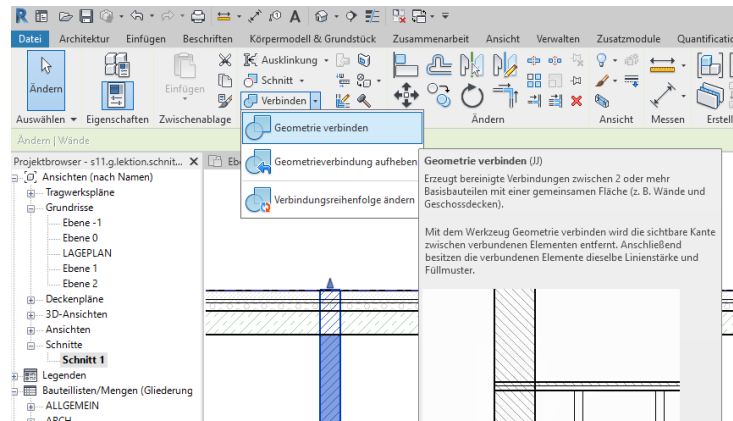 Datei Architektur Einfügen Beschriften Körpermodell & Grundstück Zusammenarbeit Ansicht Verwalten Zusatzmodule
Ändern
Einfügen
Ausklinkung
Schnitt
Verbinden
Auswählen Eigenschaften Zwischenablage Ändern Ansicht Messen
Geometrie verbinden
Geometrieverbindung aufheben
Verbindungsreihenfolge ändern
Geometrie verbinden (JJ)
Erzeugt bereinigte Verbindungen zwischen 2 oder mehr
Basisbauteilen mit einer gemeinsamen Fläche (z. B. Wände und
Geschossdecken).
Mit dem Werkzeug Geometrie verbinden wird die sichtbare Kante
zwischen verbundenen Elementen entfernt. Anschließend
besitzen die verbundenen Elemente dieselbe Linienstärke und
Füllmuster.
Ändern | Wände
Projektbrowser - s11.g.lektion.schnit...
Ansichten (nach Namen)
Tragwerkspläne
Grundrisse
Ebene -1
Ebene 0
LAGEPLAN
Ebene 1
Ebene 2
Deckenpläne
3D-Ansichten
Ansichten
Schnitte
Schnitt 1
Legenden
Bauteillisten/Mengen (Gliederung
ALLGEMEIN